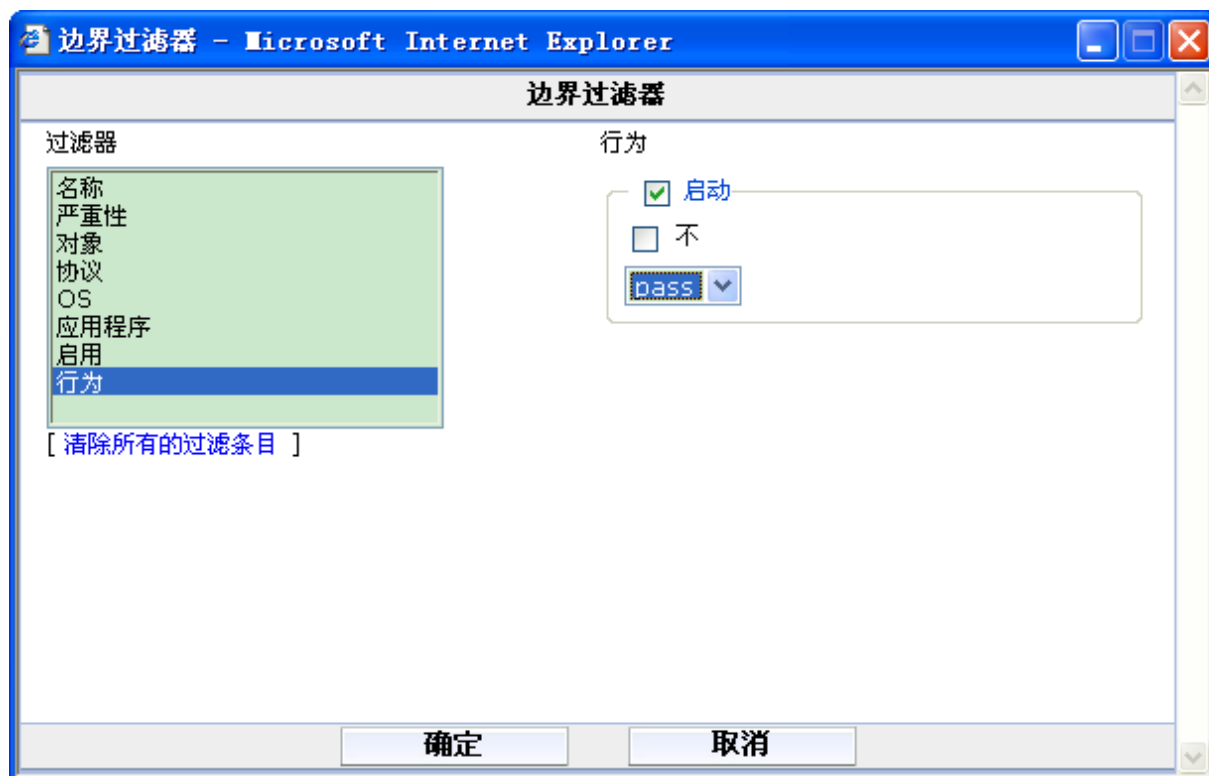 边界过滤器 - Microsoft Internet Explorer
边界过滤器
过滤器
行为
名称
严重性
对象
协议
OS
应用程序
启用
行为
启动
不
pass
[ 清除所有的过滤条目 ]
确定
取消